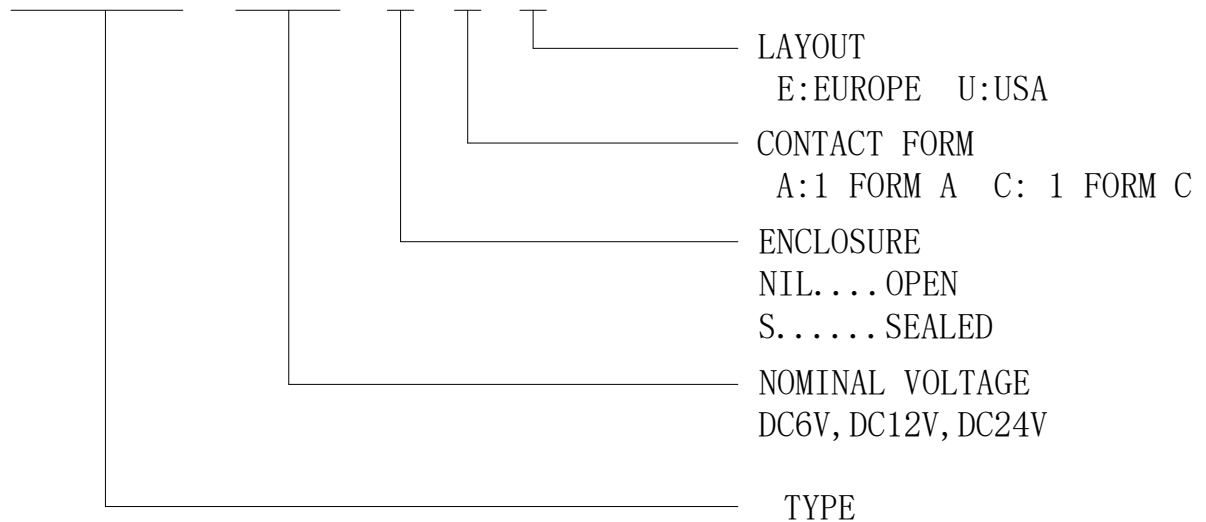 LAYOUT
E:EUROPE U:USA
CONTACT FORM
A:1 FORM A C: 1 FORM C
ENCLOSURE
NIL....OPEN
S......SEALED
NOMINAL VOLTAGE
DC6V,DC12V,DC24V
TYPE